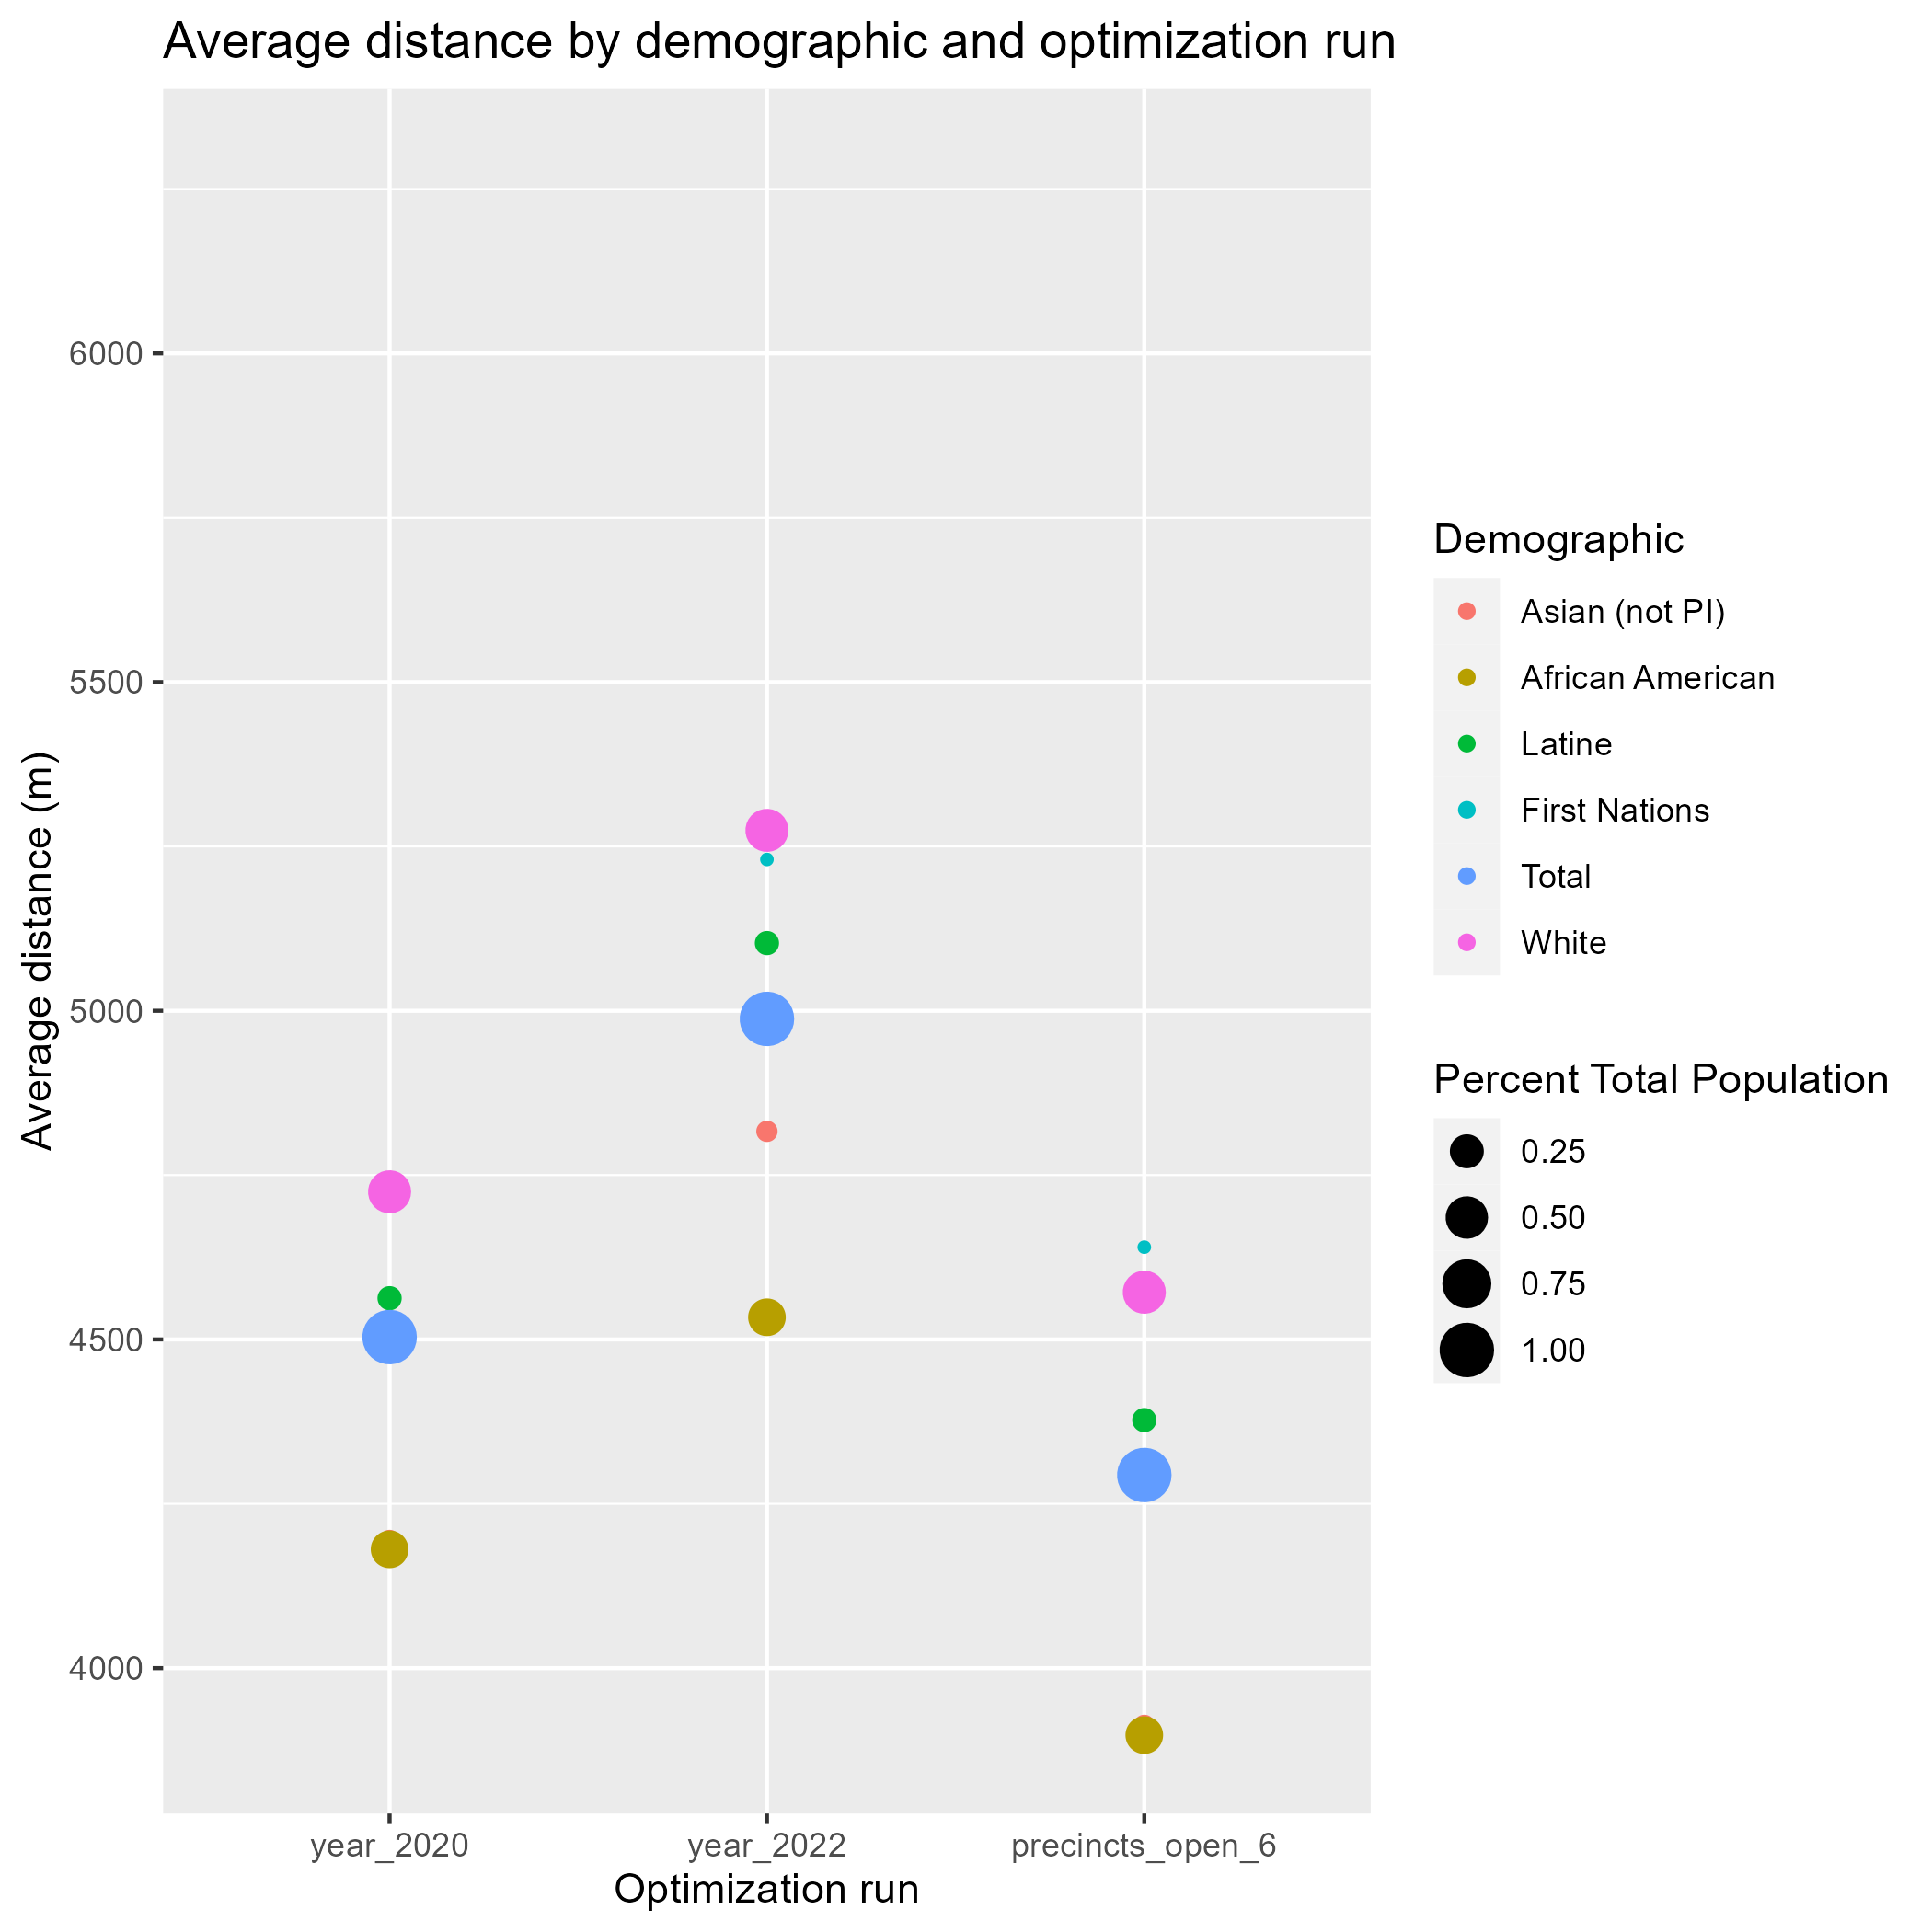 Average distance by demographic and optimization run
Average distance (m)
6000
5500
5000
4500
4000
year_2020
year_2022
precincts_open_6
Optimization run
Demographic
Asian (not PI)
African American
Latine
First Nations
Total
White
Percent Total Population
0.25
0.50
0.75
1.00